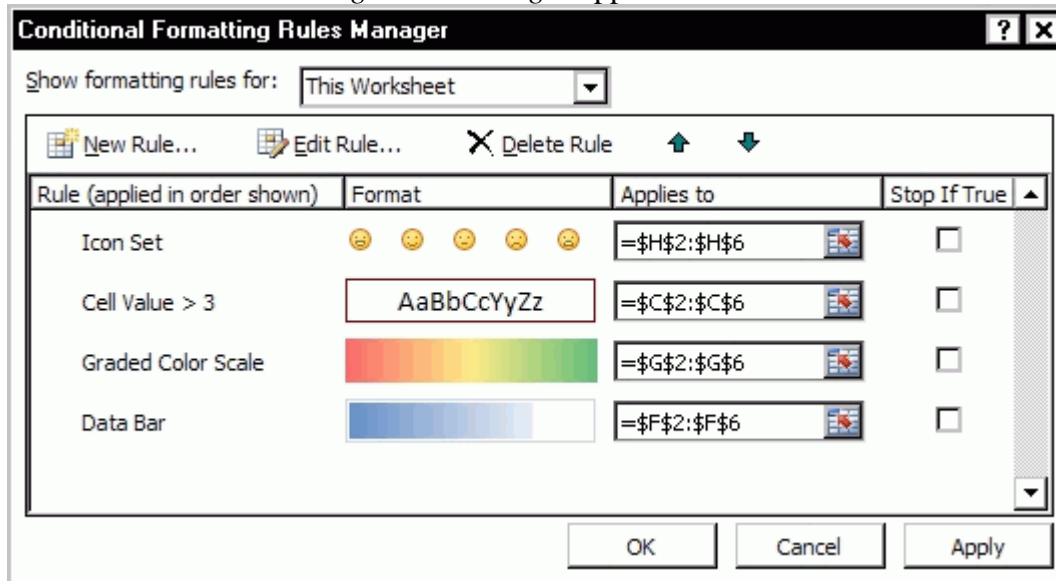 Conditional Formatting Rules Manager ? X
Show formatting rules for: This Worksheet
New Rule... Edit Rule... Delete Rule
Rule (applied in order shown) Format Applies to Stop If True
Icon Set =$H$2:$H$6
Cell Value > 3 AaBbCcYyZz =$C$2:$C$6
Graded Color Scale =$G$2:$G$6
Data Bar =$F$2:$F$6
OK Cancel Apply